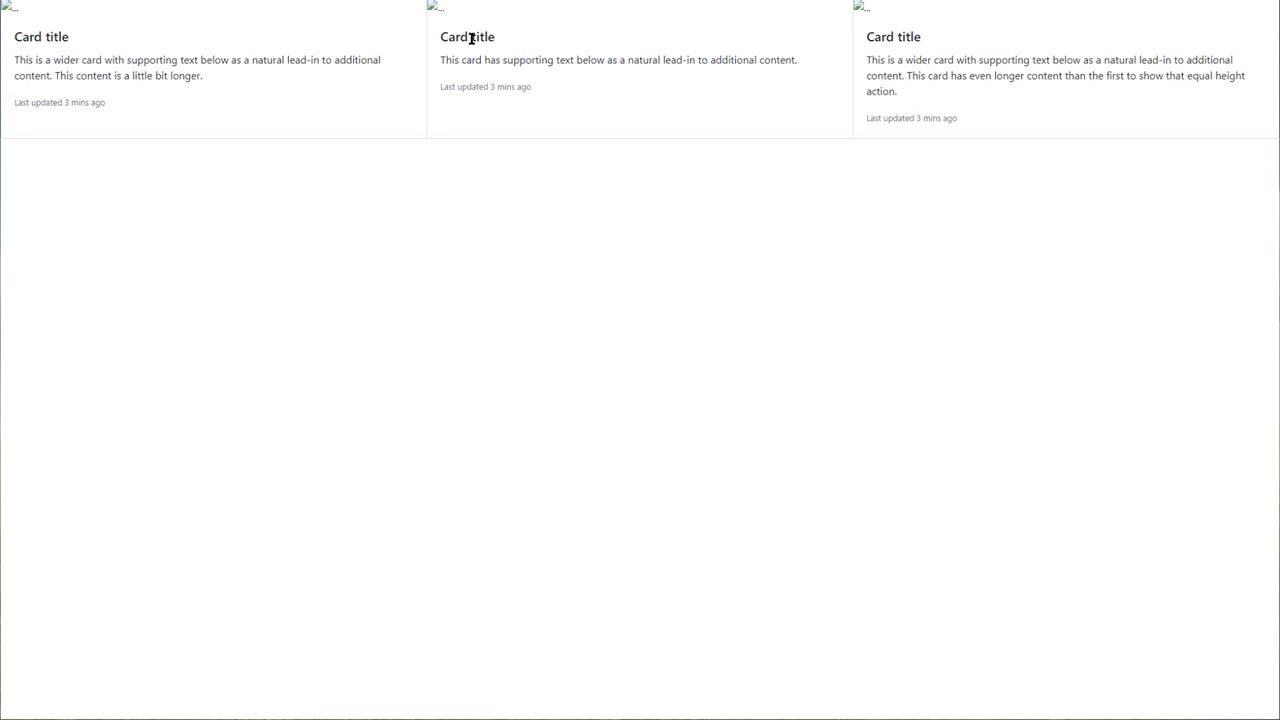 ...
Card title
This is a wider card with supporting text below as a natural lead-in to additional
content. This content is a little bit longer.
Last updated 3 mins ago
...
Card title
This card has supporting text below as a natural lead-in to additional content.
Last updated 3 mins ago
...
Card title
This is a wider card with supporting text below as a natural lead-in to additional
content. This card has even longer content than the first to show that equal height
action.
Last updated 3 mins ago